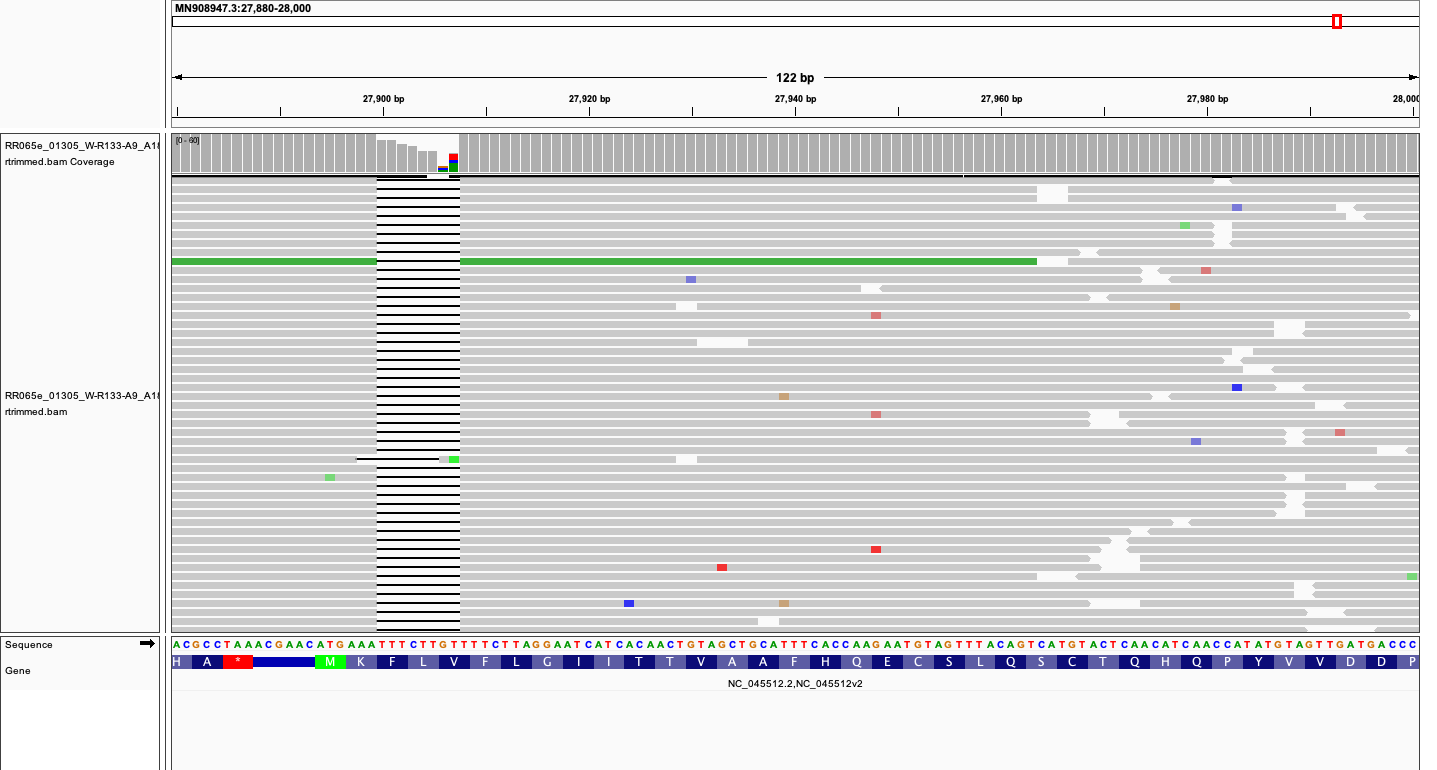 MN908947.3:27,880-28,000
122 bp
27,900 bp 27,920 bp 27,940 bp 27,960 bp 27,980 bp 28,000
RR065e_01305_W-R133-A9_A18
rtrimmed.bam Coverage
[0 - 60]
RR065e_01305_W-R133-A9_A18
rtrimmed.bam
Sequence
ACGCCTAAACGAACATGAAATTTCTTGTTTTCTTAGGAATCATCACAACTGTAGCTGCATTTCACCAAGAATGTAGTTTACAGTCATGTACTCAACATCAACCATATGTAGTTGATGACCC
Gene
H A * M K F L V F L G I I T T V A A F H Q E C S L Q S C T Q H Q P Y V V D D P
NC_045512.2,NC_045512v2